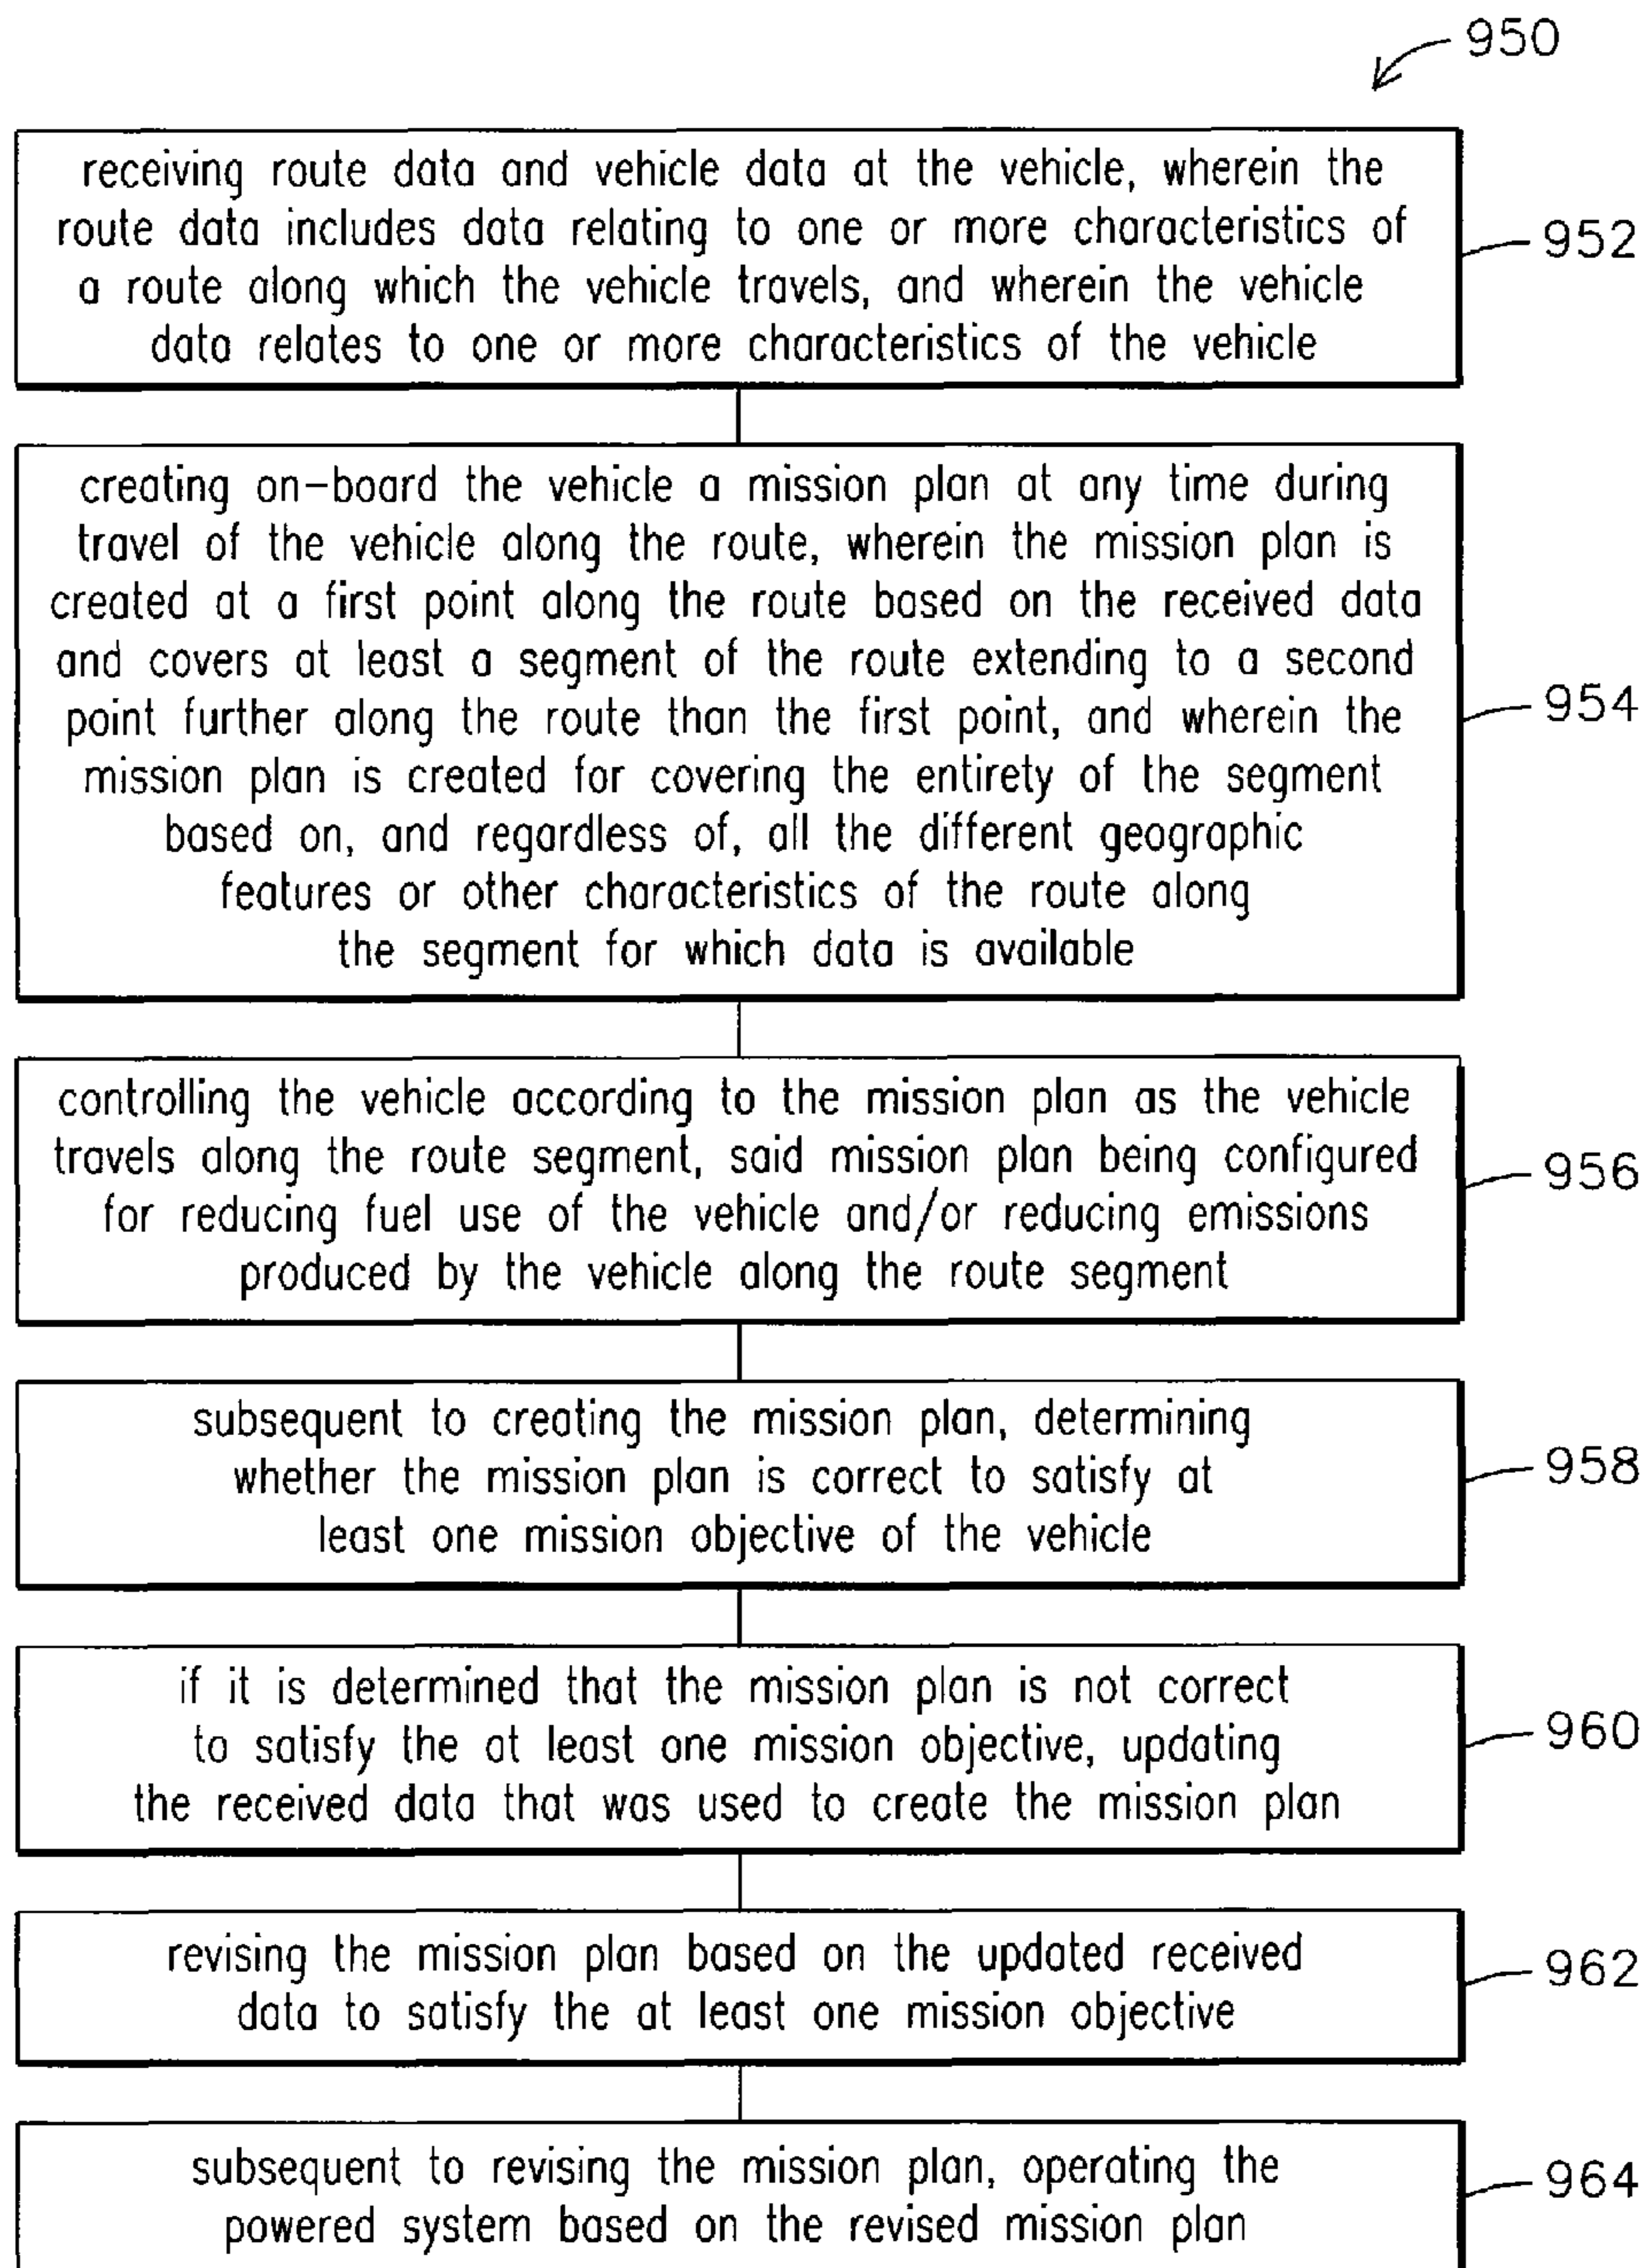 950
receiving route data and vehicle data at the vehicle, wherein the
route data includes data relating to one or more characteristics of
a route along which the vehicle travels, and wherein the vehicle
data relates to one or more characteristics of the vehicle
952
creating on-board the vehicle a mission plan at any time during
travel of the vehicle along the route, wherein the mission plan is
created at a first point along the route based on the received data
and covers at least a segment of the route extending to a second
point further along the route than the first point, and wherein the
mission plan is created for covering the entirety of the segment
based on, and regardless of, all the different geographic
features or other characteristics of the route along
the segment for which data is available
954
controlling the vehicle according to the mission plan as the vehicle
travels along the route segment, said mission plan being configured
for reducing fuel use of the vehicle and/or reducing emissions
produced by the vehicle along the route segment
956
subsequent to creating the mission plan, determining
whether the mission plan is correct to satisfy at
least one mission objective of the vehicle
958
if it is determined that the mission plan is not correct
to satisfy the at least one mission objective, updating
the received data that was used to create the mission plan
960
revising the mission plan based on the updated received
data to satisfy the at least one mission objective
962
subsequent to revising the mission plan, operating the
powered system based on the revised mission plan
964